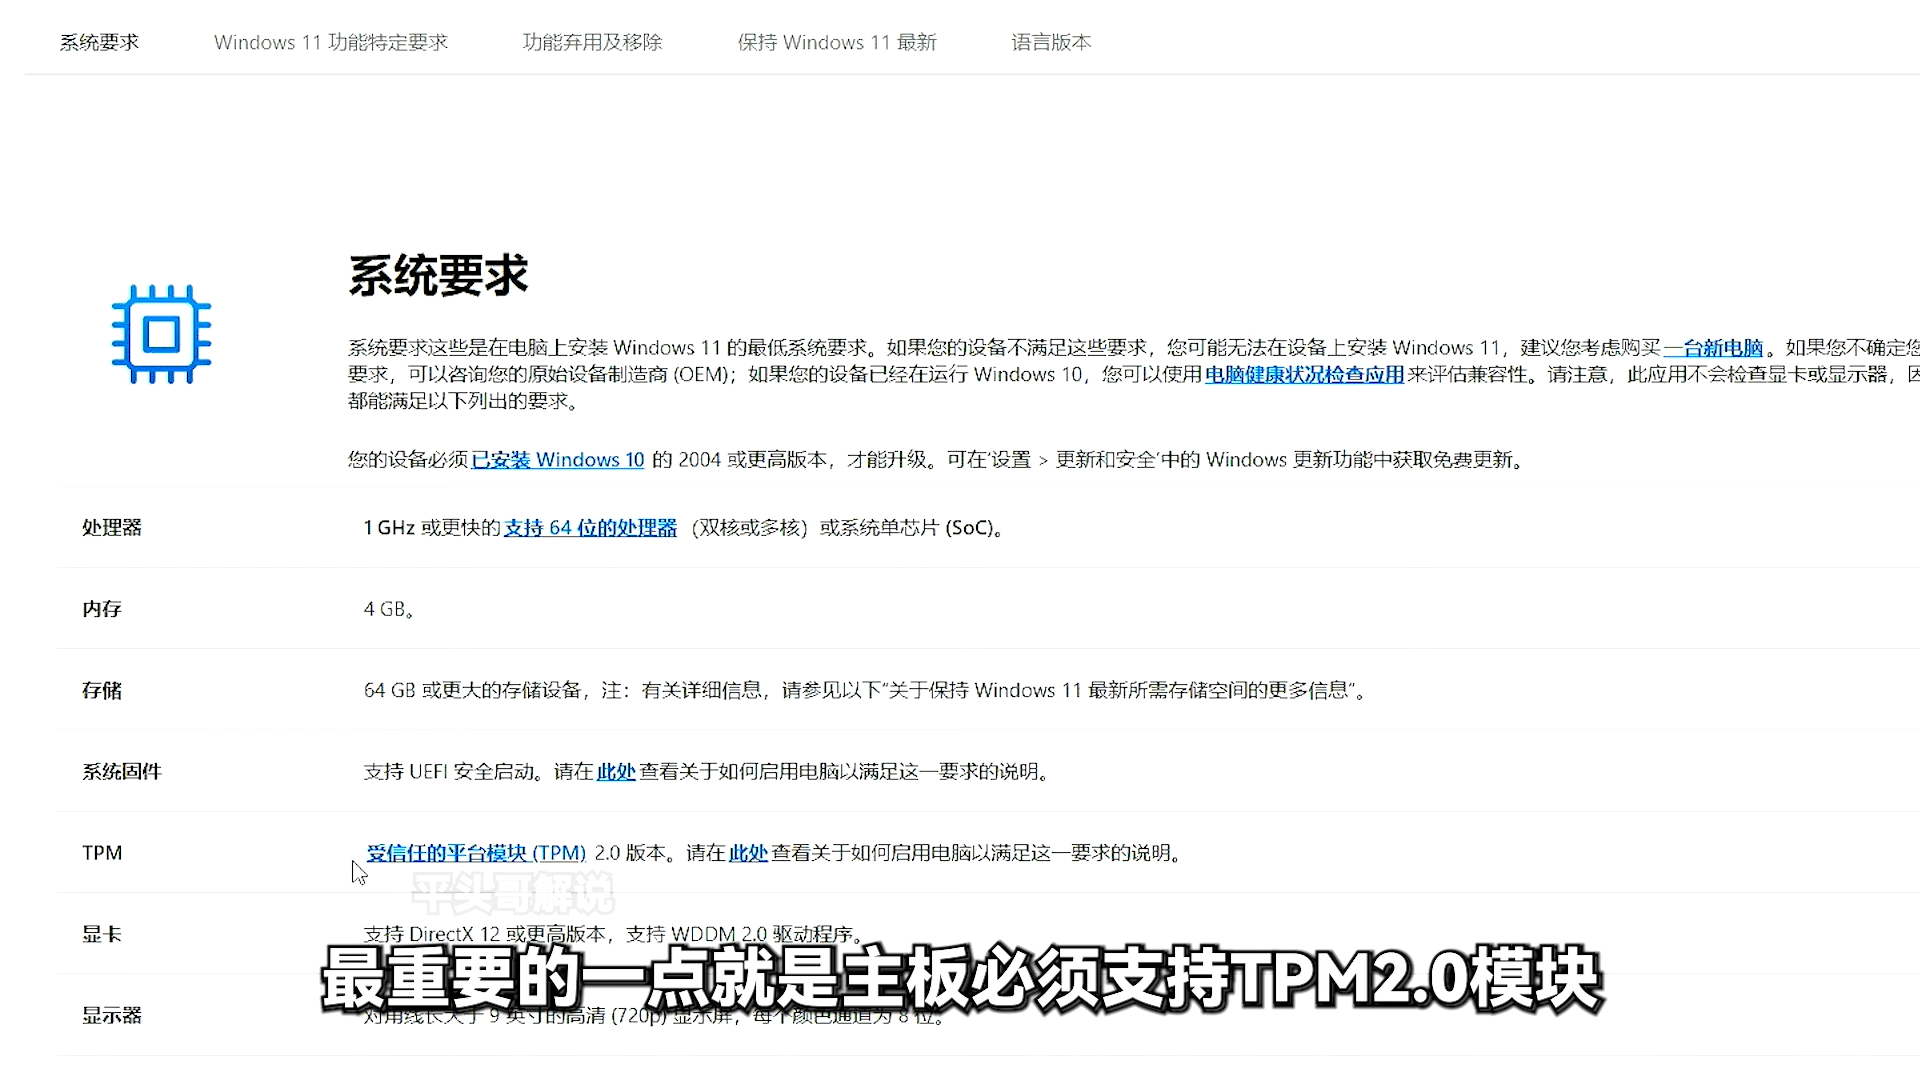 系统要求 Windows 11 功能特定要求 功能弃用及移除 保持 Windows 11 最新 语言版本
系统要求
系统要求这些是在电脑上安装 Windows 11 的最低系统要求。如果您的设备不满足这些要求，您可能无法在设备上安装 Windows 11，建议您考虑购买一台新电脑。如果您不确定您
要求，可以咨询您的原始设备制造商 (OEM)；如果您的设备已经在运行 Windows 10，您可以使用电脑健康状况检查应用来评估兼容性。请注意，此应用不会检查显卡或显示器，因
都能满足以下列出的要求。
您的设备必须已安装 Windows 10 的 2004 或更高版本，才能升级。可在‘设置 > 更新和安全’中的 Windows 更新功能中获取免费更新。
处理器 1 GHz 或更快的支持 64 位的处理器（双核或多核）或系统单芯片 (SoC)。
内存 4 GB。
存储 64 GB 或更大的存储设备，注：有关详细信息，请参见以下“关于保持 Windows 11 最新所需存储空间的更多信息”。
系统固件 支持 UEFI 安全启动。请在此处查看关于如何启用电脑以满足这一要求的说明。
TPM 受信任的平台模块 (TPM) 2.0 版本。请在此处查看关于如何启用电脑以满足这一要求的说明。
平头哥解说
显卡 支持 DirectX 12 或更高版本，支持 WDDM 2.0 驱动程序。
最重要的一点就是主板必须支持TPM2.0模块
显示器 对角线长大于 9 英寸的高清 (720p) 显示屏，每个颜色通道为 8 位。